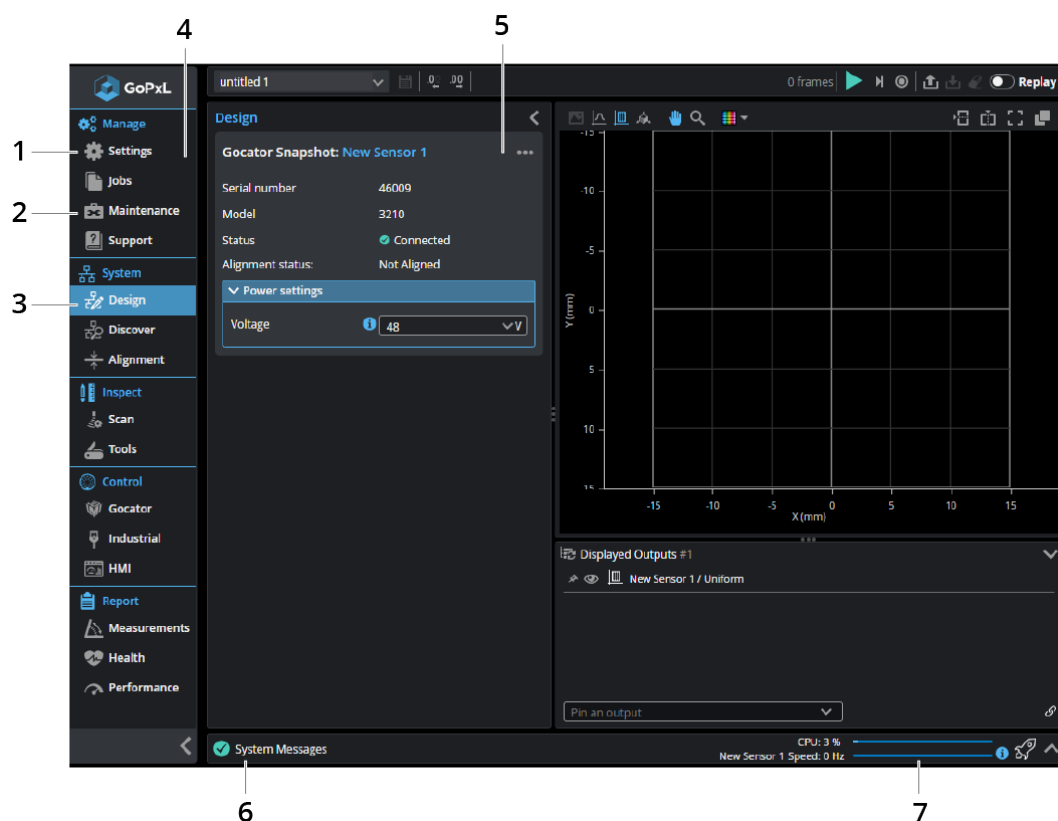 4
5
GoPxL
untitled 1
.0 .00
0 frames
Replay
Manage
1
Settings
Jobs
2
Maintenance
Support
System
3
Design
Discover
Alignment
Inspect
Scan
Tools
Control
Gocator
Industrial
HMI
Report
Measurements
Health
Performance
Design
Gocator Snapshot: New Sensor 1
Serial number 46009
Model 3210
Status Connected
Alignment status: Not Aligned
Power settings
Voltage 48 V
-15
-10
-5
0
5
10
15
Y (mm)
-15 -10 -5 0 5 10 15
X (mm)
Displayed Outputs #1
New Sensor 1 / Uniform
Pin an output
System Messages
CPU: 3 %
New Sensor 1 Speed: 0 Hz
6
7